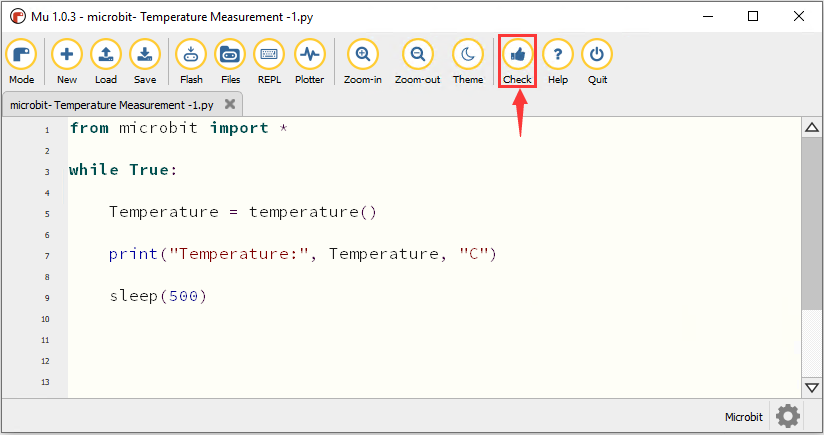 Mu 1.0.3 - microbit- Temperature Measurement -1.py
Mode New Load Save Flash Files REPL Plotter Zoom-in Zoom-out Theme Check Help Quit
microbit- Temperature Measurement -1.py
1 from microbit import *
2
3 while True:
4
5 Temperature = temperature()
6
7 print("Temperature:", Temperature, "C")
8
9 sleep(500)
10
11
12
13
Microbit